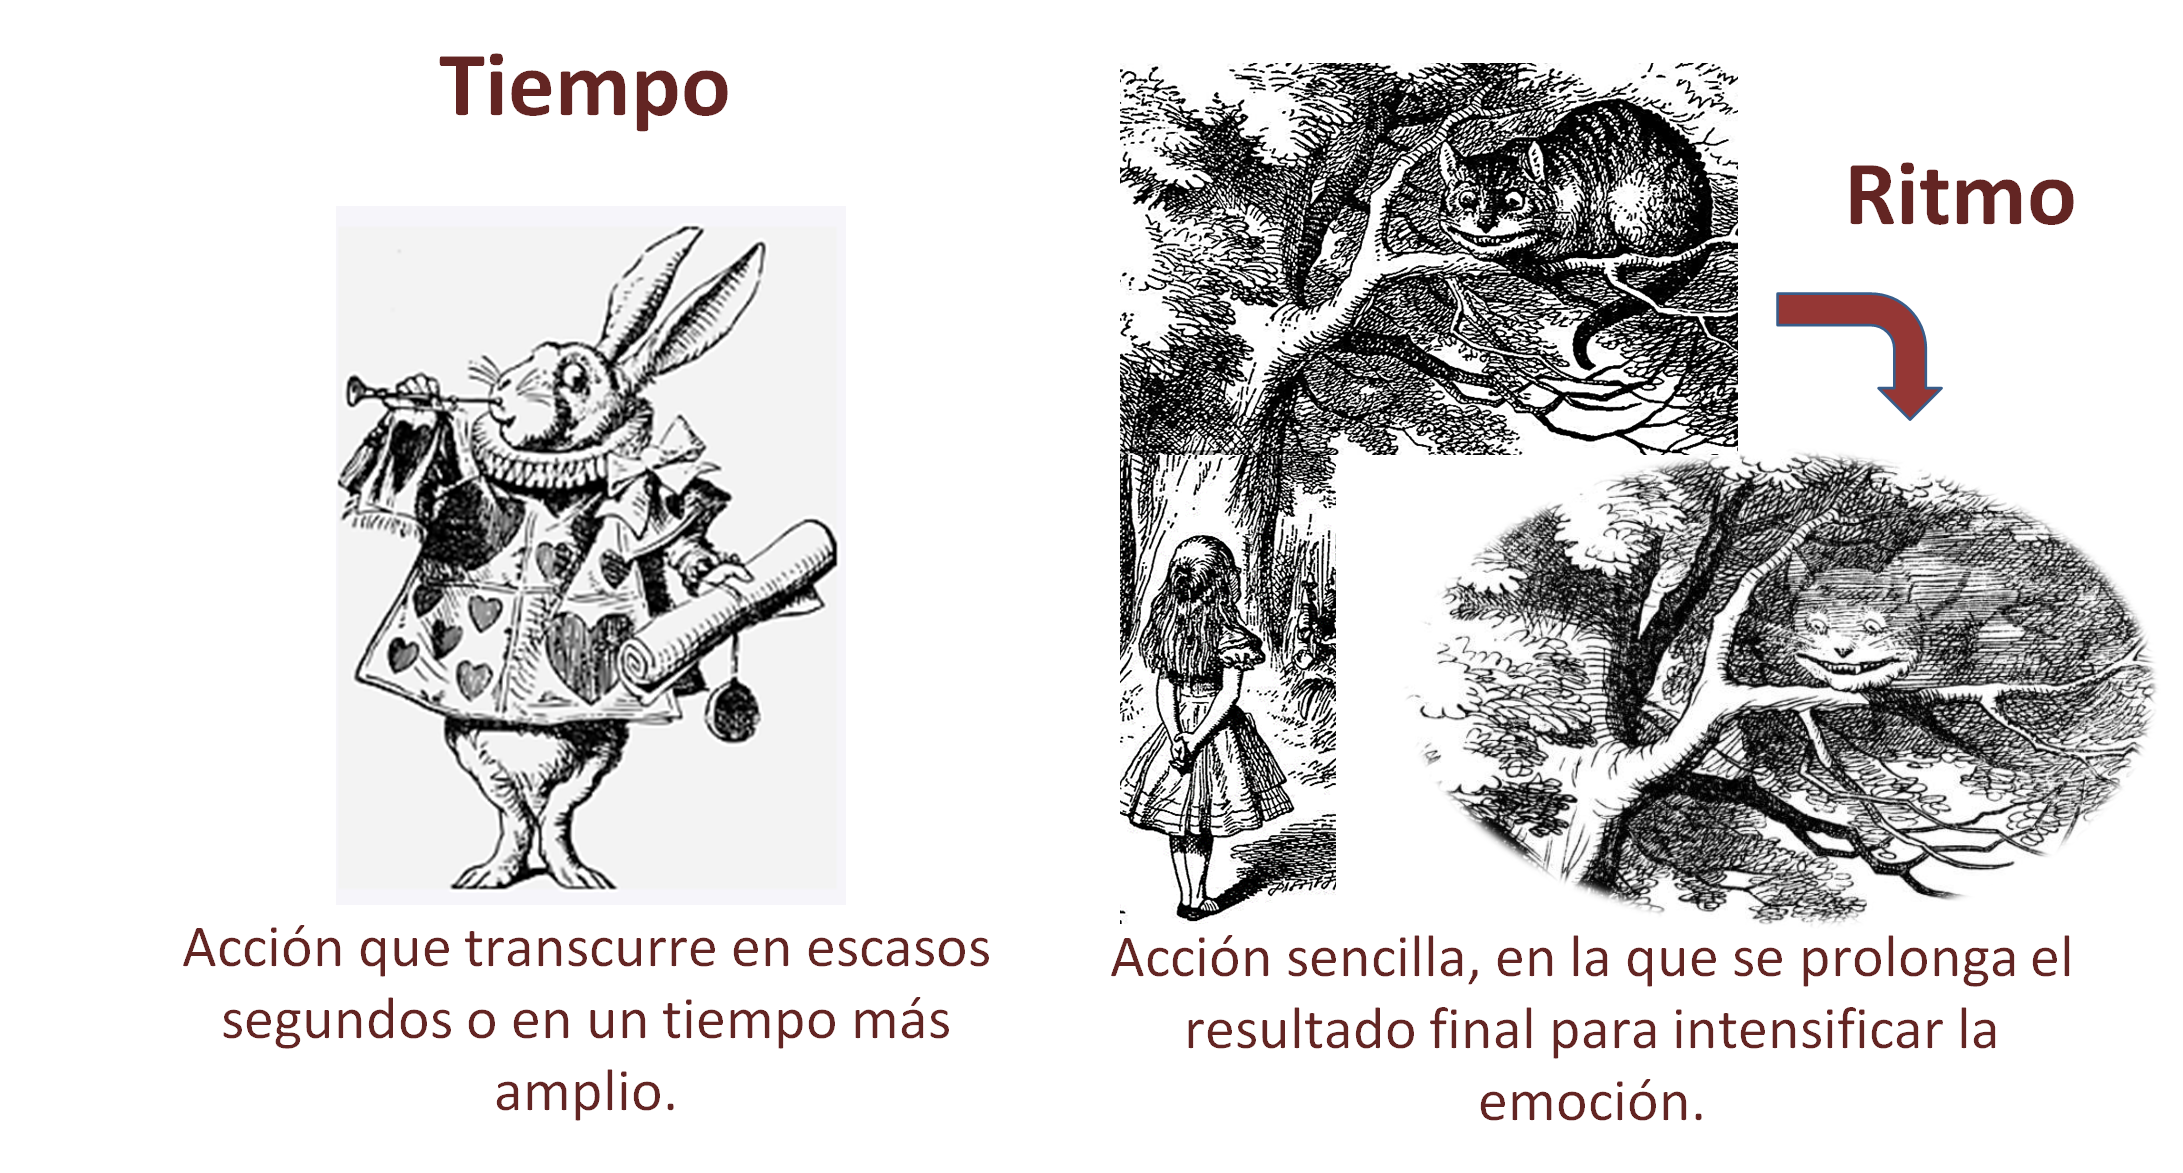 Tiempo
Acción que transcurre en escasos
segundos o en un tiempo más
amplio.
Ritmo
Acción sencilla, en la que se prolonga el
resultado final para intensificar la
emoción.